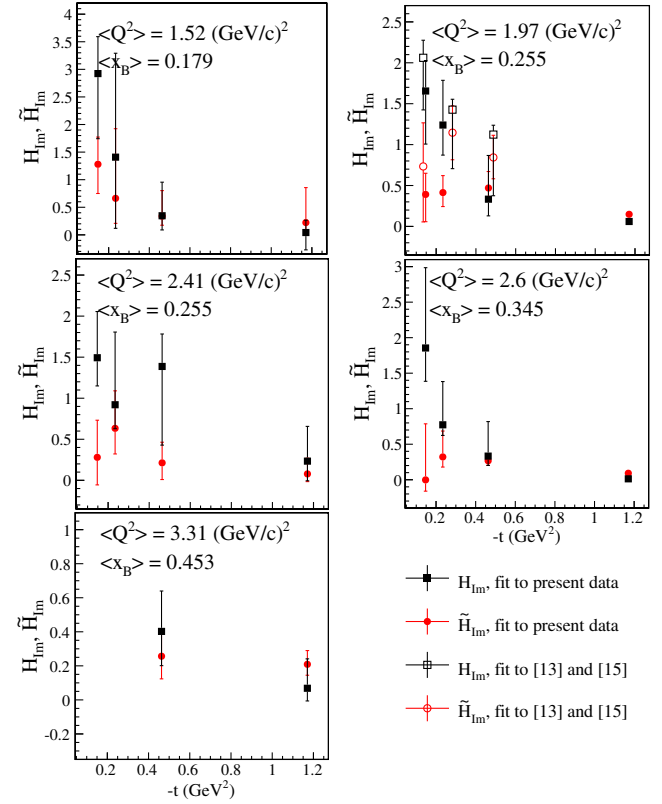 <Q²> = 1.52 (GeV/c)²
<x_B> = 0.179
H_Im, H̃_Im
4
3.5
3
2.5
2
1.5
1
0.5
0
<Q²> = 1.97 (GeV/c)²
<x_B> = 0.255
H_Im, H̃_Im
2.5
2
1.5
1
0.5
0
<Q²> = 2.41 (GeV/c)²
<x_B> = 0.255
H_Im, H̃_Im
2.5
2
1.5
1
0.5
0
<Q²> = 2.6 (GeV/c)²
<x_B> = 0.345
H_Im, H̃_Im
3
2.5
2
1.5
1
0.5
0
0.2 0.4 0.6 0.8 1 1.2
-t (GeV²)
<Q²> = 3.31 (GeV/c)²
<x_B> = 0.453
H_Im, H̃_Im
1
0.8
0.6
0.4
0.2
0
-0.2
0.2 0.4 0.6 0.8 1 1.2
-t (GeV²)
H_Im, fit to present data
H̃_Im, fit to present data
H_Im, fit to [13] and [15]
H̃_Im, fit to [13] and [15]